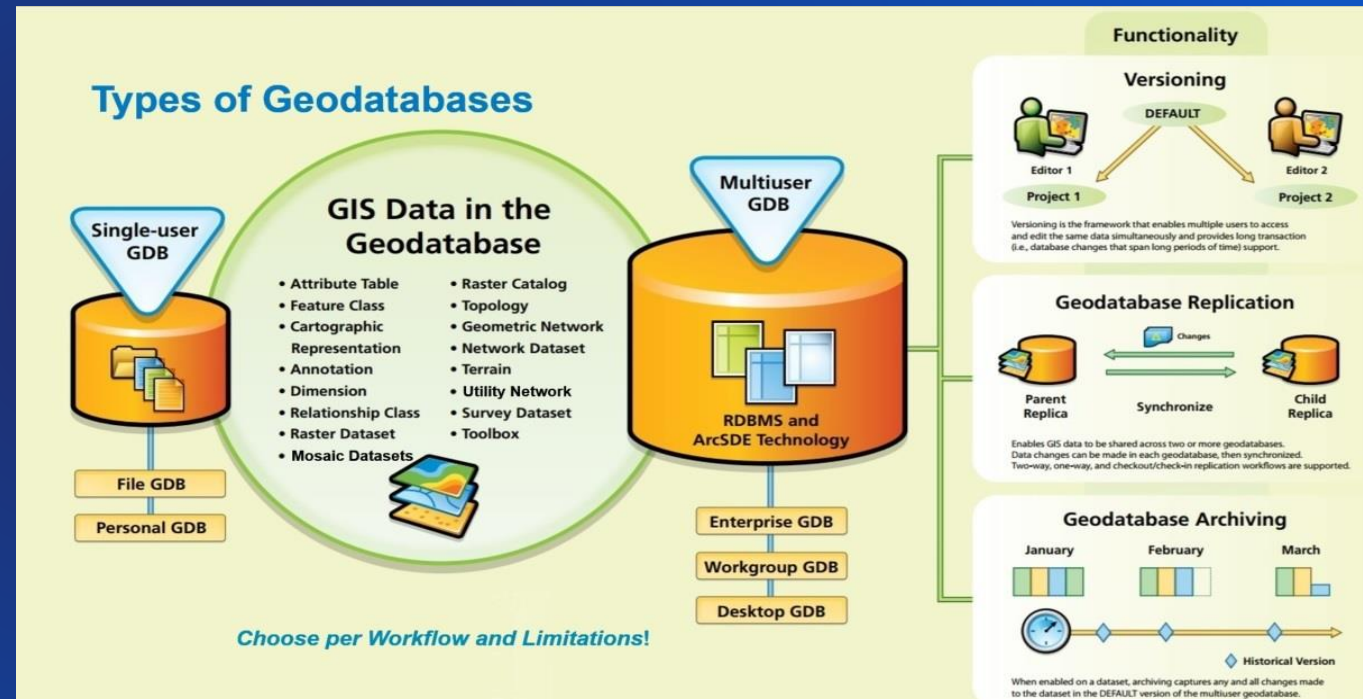 Types of Geodatabases
Single-user
GDB
File GDB
Personal GDB
GIS Data in the
Geodatabase
• Attribute Table
• Feature Class
• Cartographic
Representation
• Annotation
• Dimension
• Relationship Class
• Raster Dataset
• Mosaic Datasets
• Raster Catalog
• Topology
• Geometric Network
• Network Dataset
• Terrain
• Utility Network
• Survey Dataset
• Toolbox
Choose per Workflow and Limitations!
Multiuser
GDB
RDBMS and
ArcSDE Technology
Enterprise GDB
Workgroup GDB
Desktop GDB
Functionality
Versioning
DEFAULT
Editor 1
Editor 2
Project 1
Project 2
Versioning is the framework that enables multiple users to access
and edit the same data simultaneously and provides long transaction
(i.e., database changes that span long periods of time) support.
Geodatabase Replication
Changes
Parent
Replica
Synchronize
Child
Replica
Enables GIS data to be shared across two or more geodatabases.
Data changes can be made in each geodatabase, then synchronized.
Two-way, one-way, and checkout/check-in replication workflows are supported.
Geodatabase Archiving
January
February
March
Historical Version
When enabled on a dataset, archiving captures any and all changes made
to the dataset in the DEFAULT version of the multiuser geodatabase.